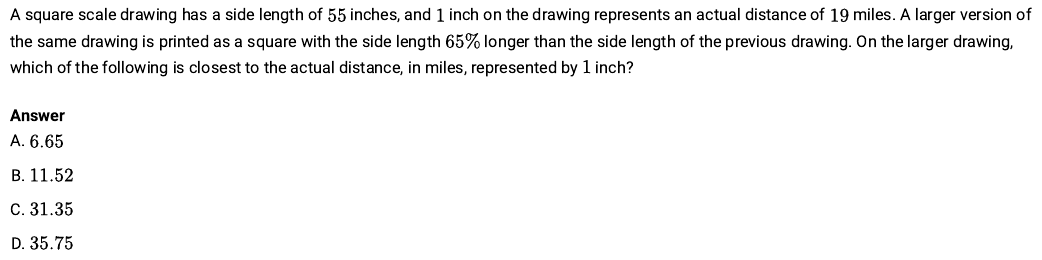 A square scale drawing has a side length of 55 inches, and 1 inch on the drawing represents an actual distance of 19 miles. A larger version of
the same drawing is printed as a square with the side length 65% longer than the side length of the previous drawing. On the larger drawing,
which of the following is closest to the actual distance, in miles, represented by 1 inch?
Answer
A. 6.65
B. 11.52
C. 31.35
D. 35.75